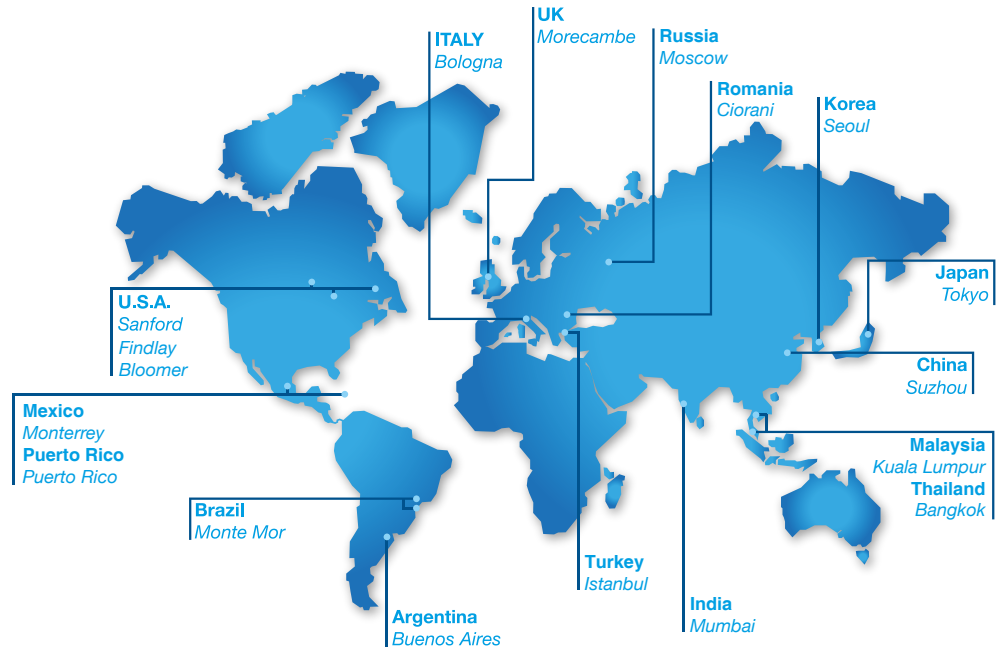 UK
Morecambe
ITALY
Bologna
Russia
Moscow
Romania
Ciorani
Korea
Seoul
Japan
Tokyo
U.S.A.
Sanford
Findlay
Bloomer
China
Suzhou
Mexico
Monterrey
Puerto Rico
Puerto Rico
Malaysia
Kuala Lumpur
Thailand
Bangkok
Brazil
Monte Mor
Turkey
Istanbul
India
Mumbai
Argentina
Buenos Aires